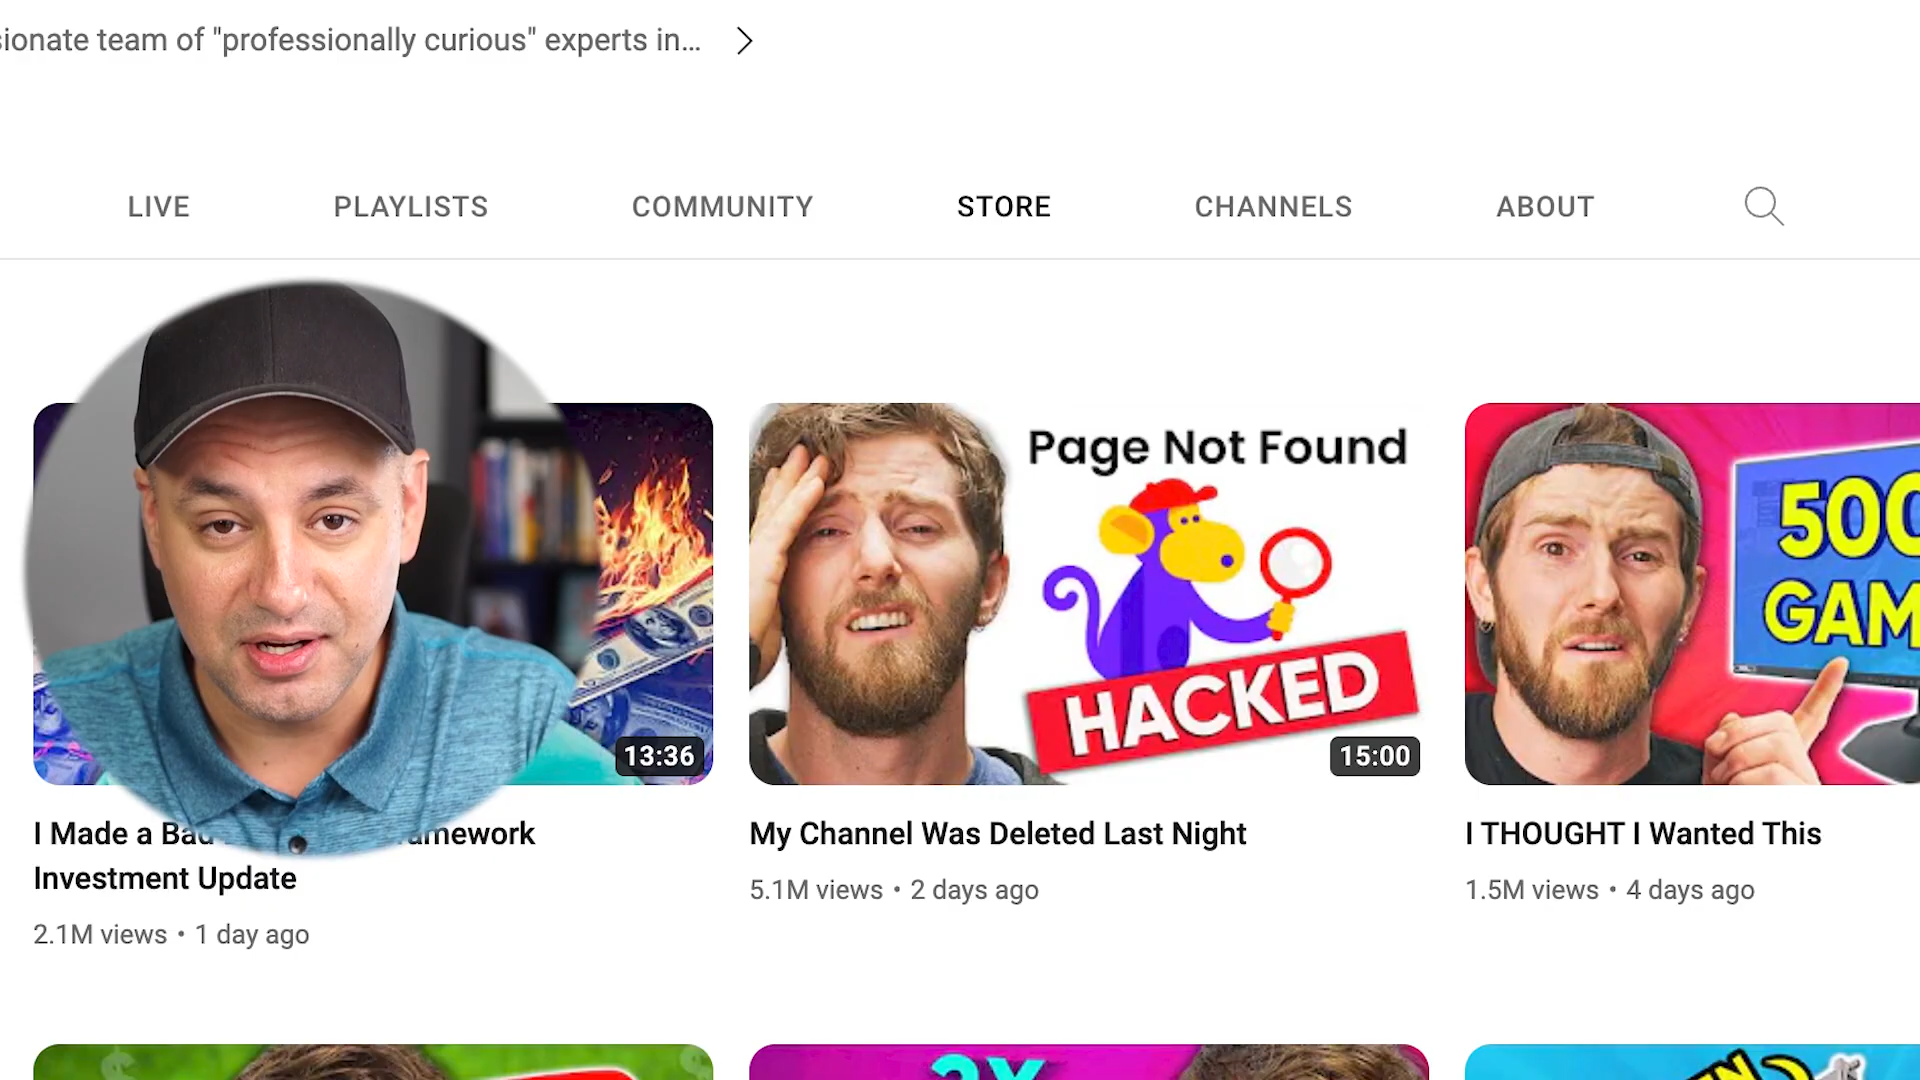 sionate team of "professionally curious" experts in...
LIVE PLAYLISTS COMMUNITY STORE CHANNELS ABOUT
Page Not Found
HACKED
500
GAM
13:36
15:00
I Made a Bad amework
Investment Update
2.1M views • 1 day ago
My Channel Was Deleted Last Night
5.1M views • 2 days ago
I THOUGHT I Wanted This
1.5M views • 4 days ago